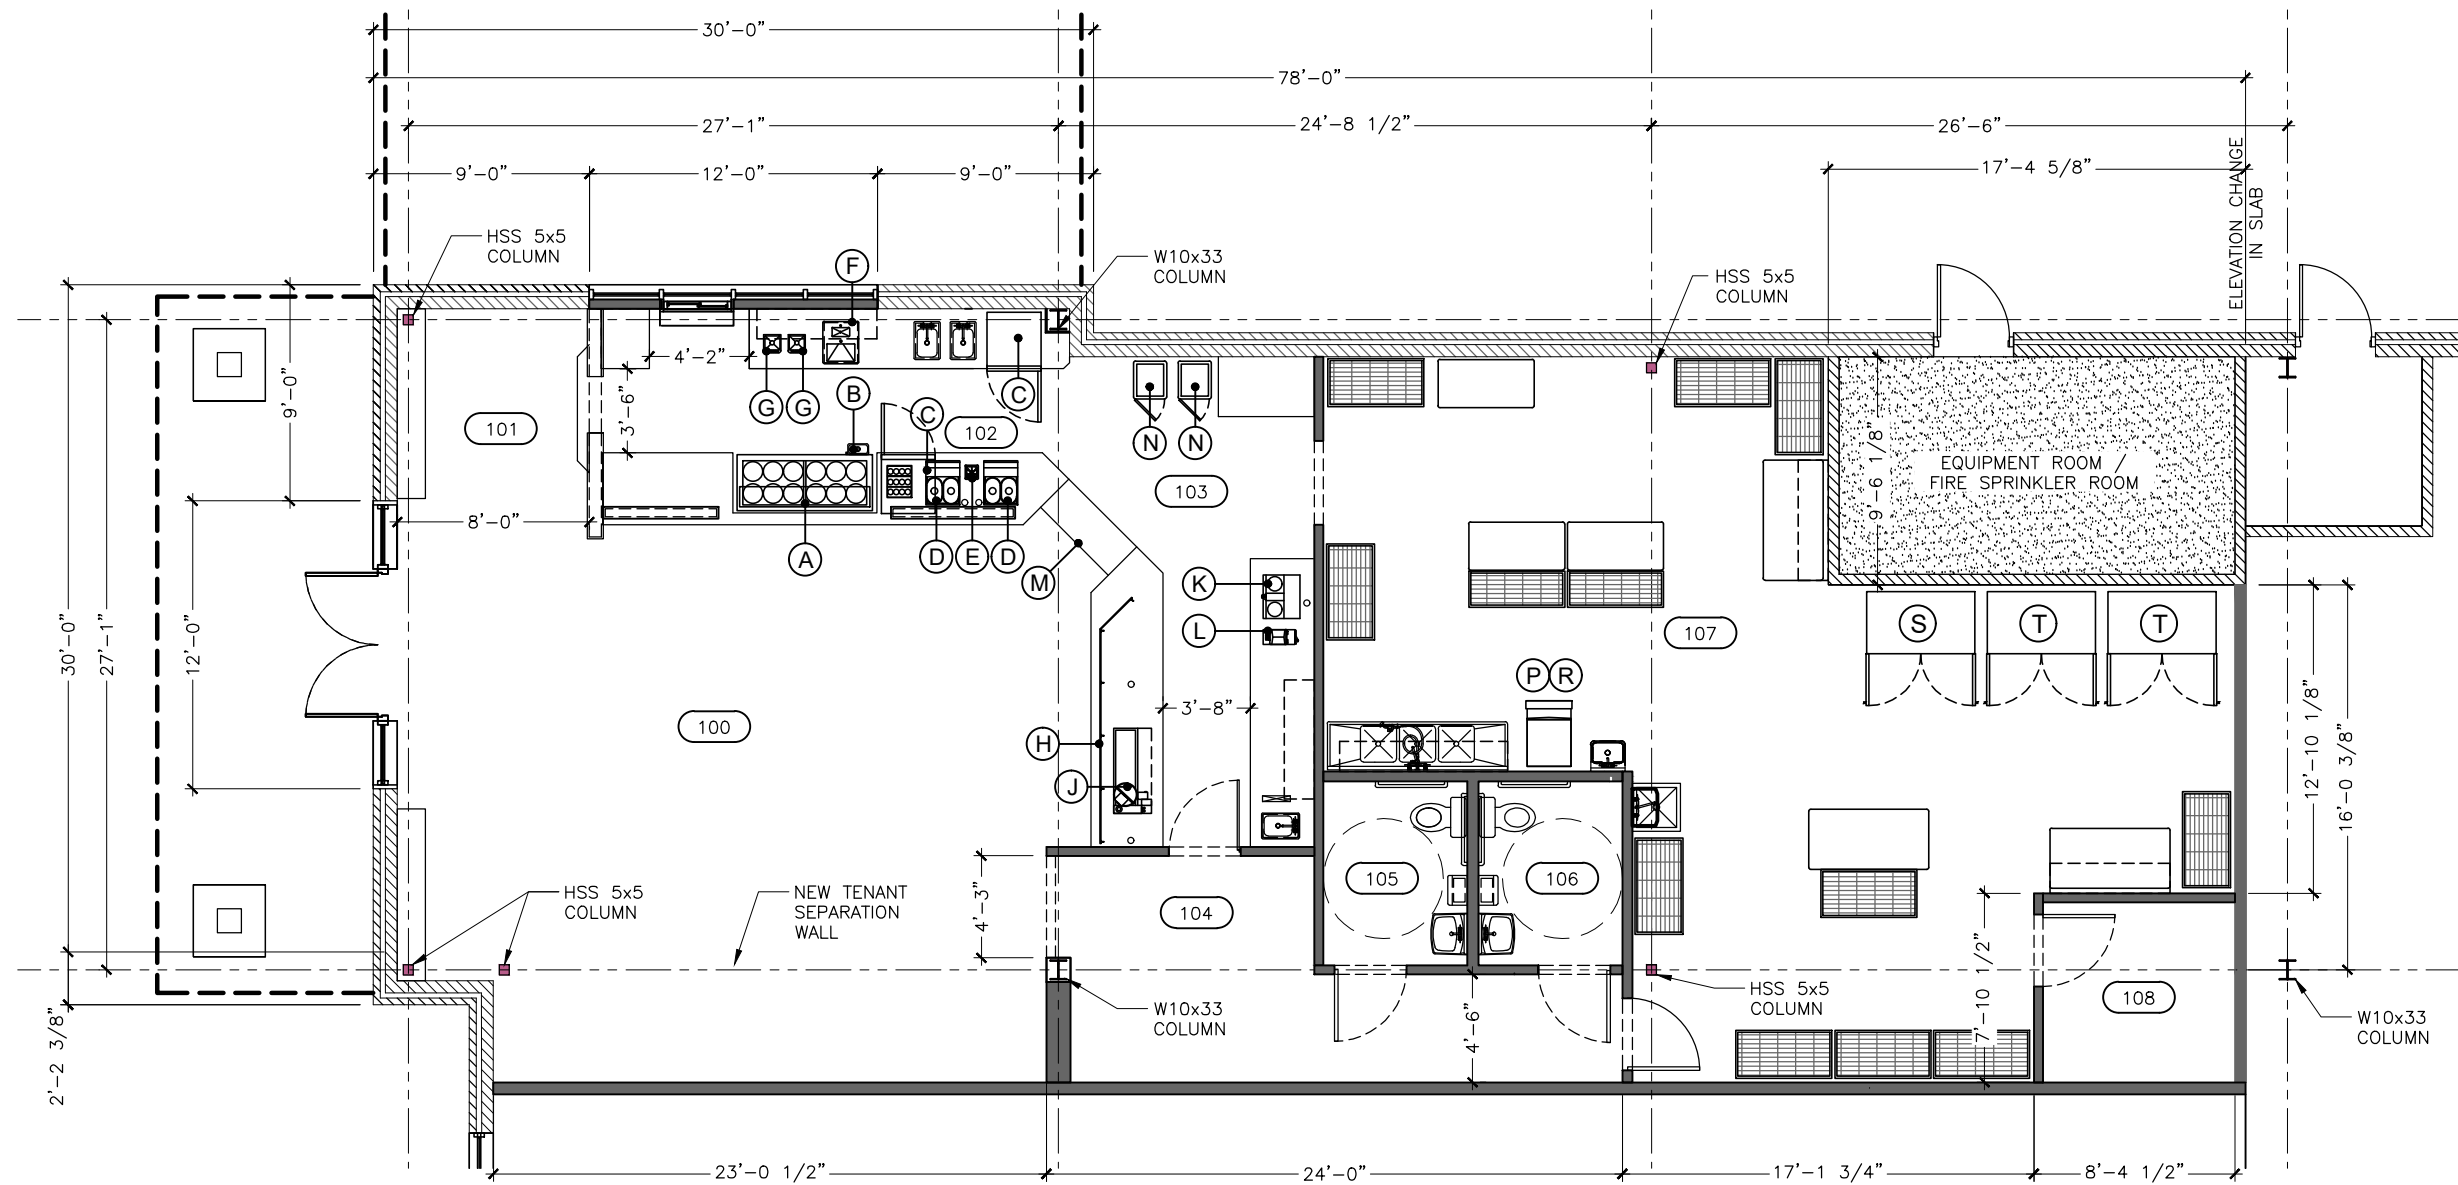 30'-0"
78'-0"
27'-1"
24'-8 1/2"
26'-6"
9'-0"
12'-0"
9'-0"
17'-4 5/8"
ELEVATION CHANGE
IN SLAB
HSS 5x5
COLUMN
W10x33
COLUMN
HSS 5x5
COLUMN
F
4'-2"
G
G
B
C
C
3'-6"
9'-0"
101
102
N
N
103
EQUIPMENT ROOM /
FIRE SPRINKLER ROOM
9'-6 1/8"
8'-0"
A
D
E
D
M
K
L
107
S
T
T
30'-0"
27'-1"
12'-0"
P
R
100
3'-8"
H
J
12'-10 1/8"
16'-0 3/8"
HSS 5x5
COLUMN
NEW TENANT
SEPARATION
WALL
4'-3"
104
105
106
7'-10 1/2"
108
HSS 5x5
COLUMN
W10x33
COLUMN
4'-6"
W10x33
COLUMN
2'-2 3/8"
23'-0 1/2"
24'-0"
17'-1 3/4"
8'-4 1/2"